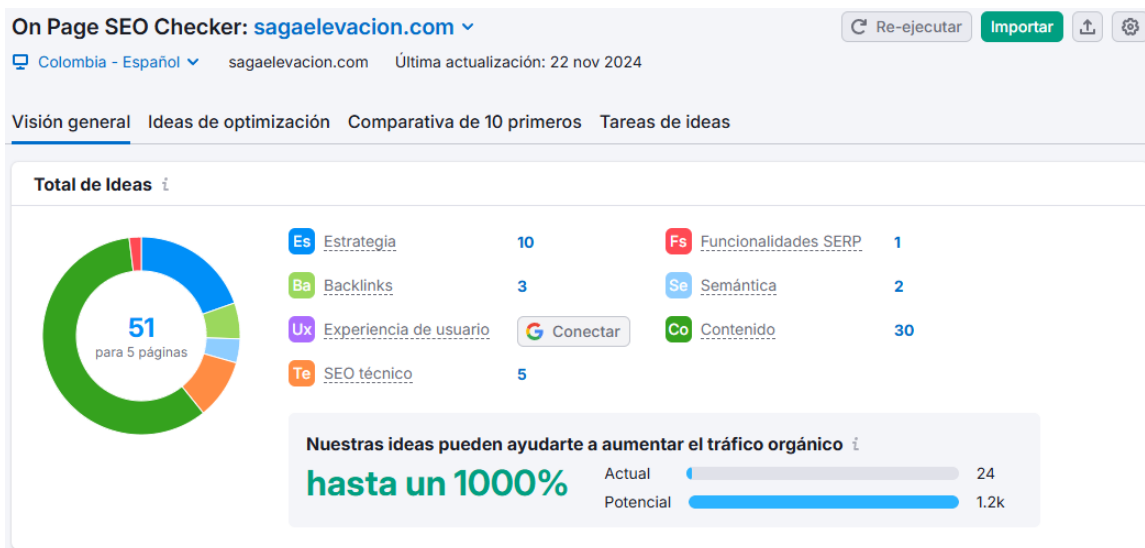 On Page SEO Checker: sagaelevacion.com
Re-ejecutar
Importar
Colombia - Español
sagaelevacion.com
Última actualización: 22 nov 2024
Visión general
Ideas de optimización
Comparativa de 10 primeros
Tareas de ideas
Total de Ideas i
51
para 5 páginas
Es Estrategia 10
Ba Backlinks 3
Ux Experiencia de usuario Conectar
Te SEO técnico 5
Fs Funcionalidades SERP 1
Se Semántica 2
Co Contenido 30
Nuestras ideas pueden ayudarte a aumentar el tráfico orgánico i
hasta un 1000%
Actual 24
Potencial 1.2k